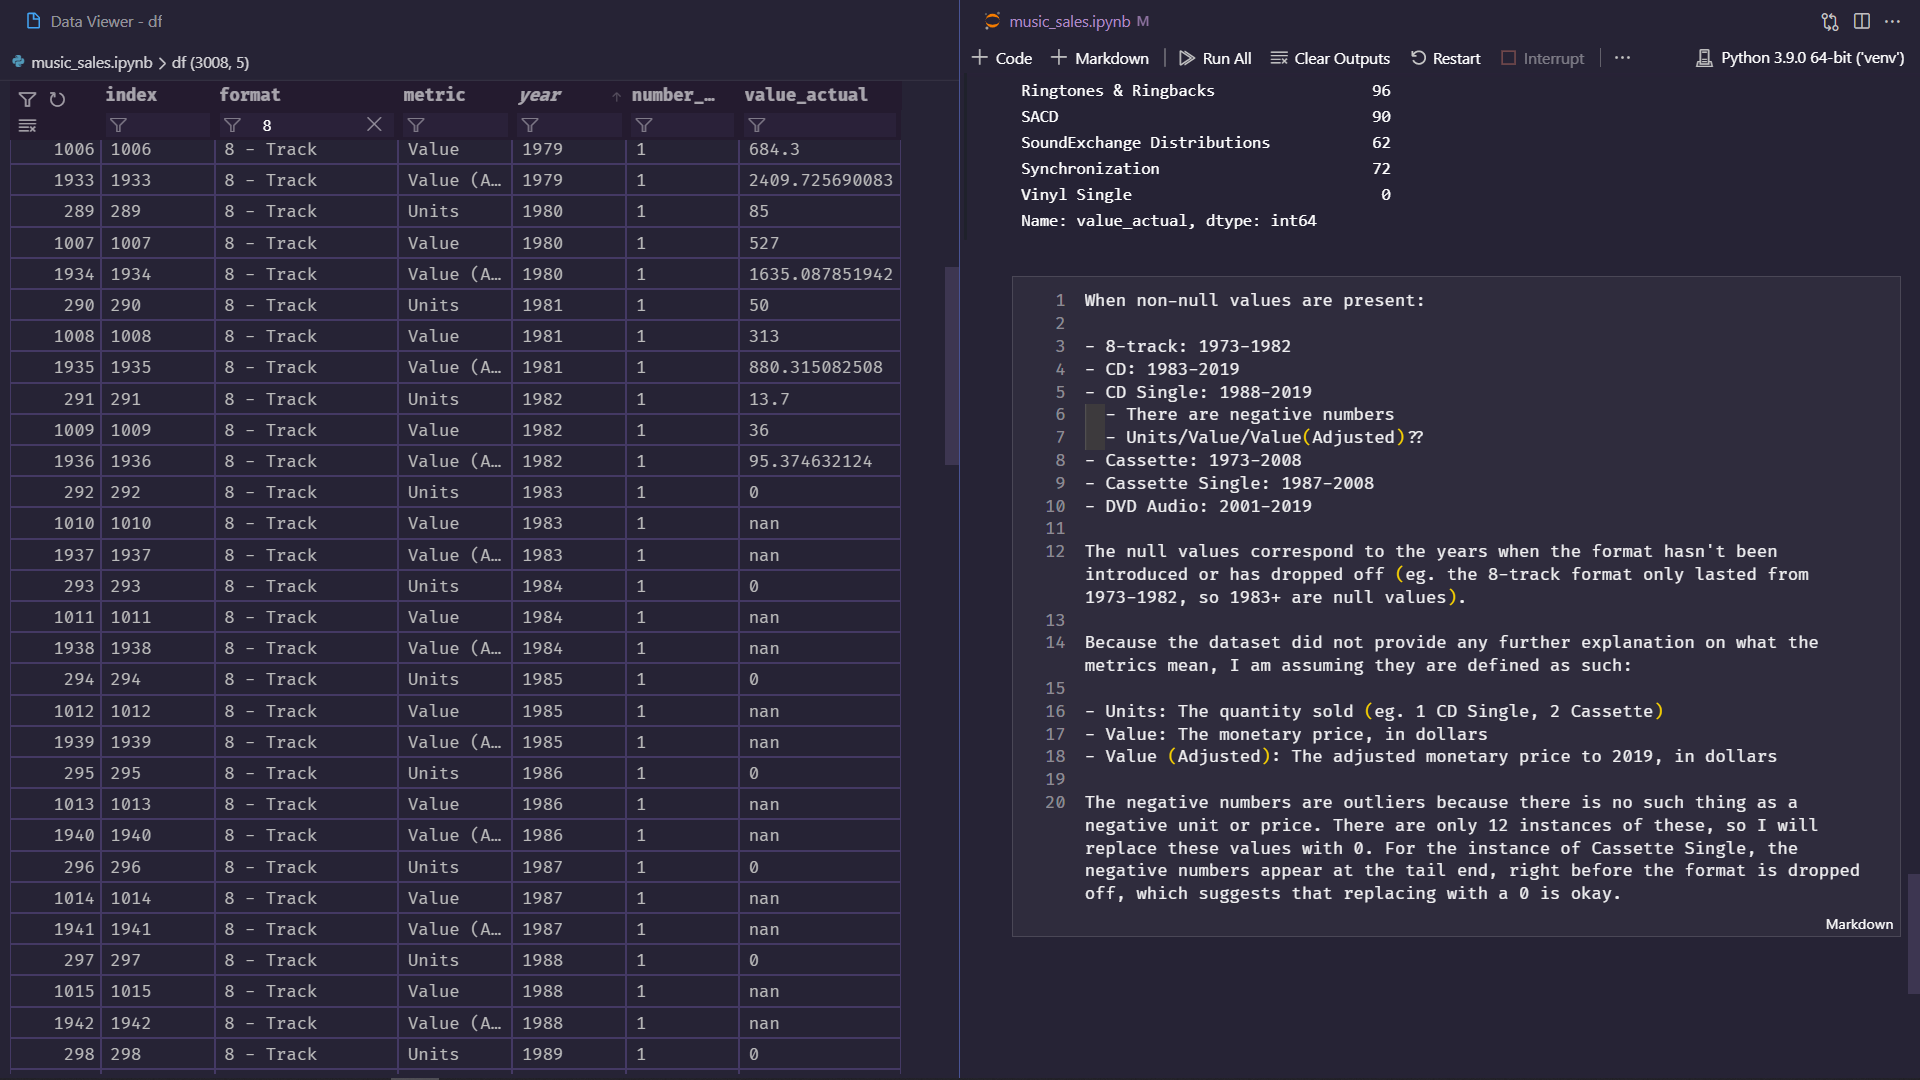 Data Viewer - df
music_sales.ipynb > df (3008, 5)
index format metric year number_... value_actual
8
1006 1006 8 - Track Value 1979 1 684.3
1933 1933 8 - Track Value (A... 1979 1 2409.725690083
289 289 8 - Track Units 1980 1 85
1007 1007 8 - Track Value 1980 1 527
1934 1934 8 - Track Value (A... 1980 1 1635.087851942
290 290 8 - Track Units 1981 1 50
1008 1008 8 - Track Value 1981 1 313
1935 1935 8 - Track Value (A... 1981 1 880.315082508
291 291 8 - Track Units 1982 1 13.7
1009 1009 8 - Track Value 1982 1 36
1936 1936 8 - Track Value (A... 1982 1 95.374632124
292 292 8 - Track Units 1983 1 0
1010 1010 8 - Track Value 1983 1 nan
1937 1937 8 - Track Value (A... 1983 1 nan
293 293 8 - Track Units 1984 1 0
1011 1011 8 - Track Value 1984 1 nan
1938 1938 8 - Track Value (A... 1984 1 nan
294 294 8 - Track Units 1985 1 0
1012 1012 8 - Track Value 1985 1 nan
1939 1939 8 - Track Value (A... 1985 1 nan
295 295 8 - Track Units 1986 1 0
1013 1013 8 - Track Value 1986 1 nan
1940 1940 8 - Track Value (A... 1986 1 nan
296 296 8 - Track Units 1987 1 0
1014 1014 8 - Track Value 1987 1 nan
1941 1941 8 - Track Value (A... 1987 1 nan
297 297 8 - Track Units 1988 1 0
1015 1015 8 - Track Value 1988 1 nan
1942 1942 8 - Track Value (A... 1988 1 nan
298 298 8 - Track Units 1989 1 0
music_sales.ipynb M
Code Markdown Run All Clear Outputs Restart Interrupt ... Python 3.9.0 64-bit ('venv')
Ringtones & Ringbacks 96
SACD 90
SoundExchange Distributions 62
Synchronization 72
Vinyl Single 0
Name: value_actual, dtype: int64
1 When non-null values are present:
2
3 - 8-track: 1973-1982
4 - CD: 1983-2019
5 - CD Single: 1988-2019
6 - There are negative numbers
7 - Units/Value/Value(Adjusted)??
8 - Cassette: 1973-2008
9 - Cassette Single: 1987-2008
10 - DVD Audio: 2001-2019
11
12 The null values correspond to the years when the format hasn't been
introduced or has dropped off (eg. the 8-track format only lasted from
1973-1982, so 1983+ are null values).
13
14 Because the dataset did not provide any further explanation on what the
metrics mean, I am assuming they are defined as such:
15
16 - Units: The quantity sold (eg. 1 CD Single, 2 Cassette)
17 - Value: The monetary price, in dollars
18 - Value (Adjusted): The adjusted monetary price to 2019, in dollars
19
20 The negative numbers are outliers because there is no such thing as a
negative unit or price. There are only 12 instances of these, so I will
replace these values with 0. For the instance of Cassette Single, the
negative numbers appear at the tail end, right before the format is dropped
off, which suggests that replacing with a 0 is okay.
Markdown